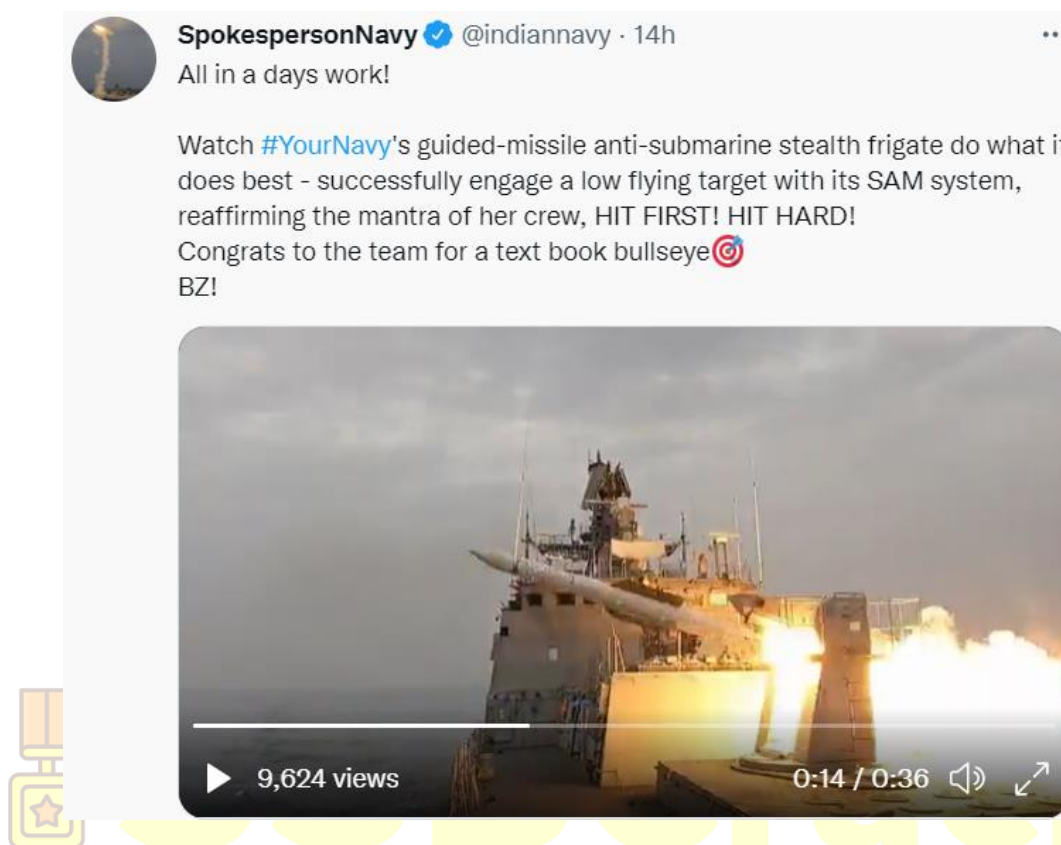 SpokespersonNavy @indiannavy · 14h
All in a days work!
Watch #YourNavy's guided-missile anti-submarine stealth frigate do what
does best - successfully engage a low flying target with its SAM system,
reaffirming the mantra of her crew, HIT FIRST! HIT HARD!
Congrats to the team for a text book bullseye🎯
BZ!
9,624 views
0:14 / 0:36